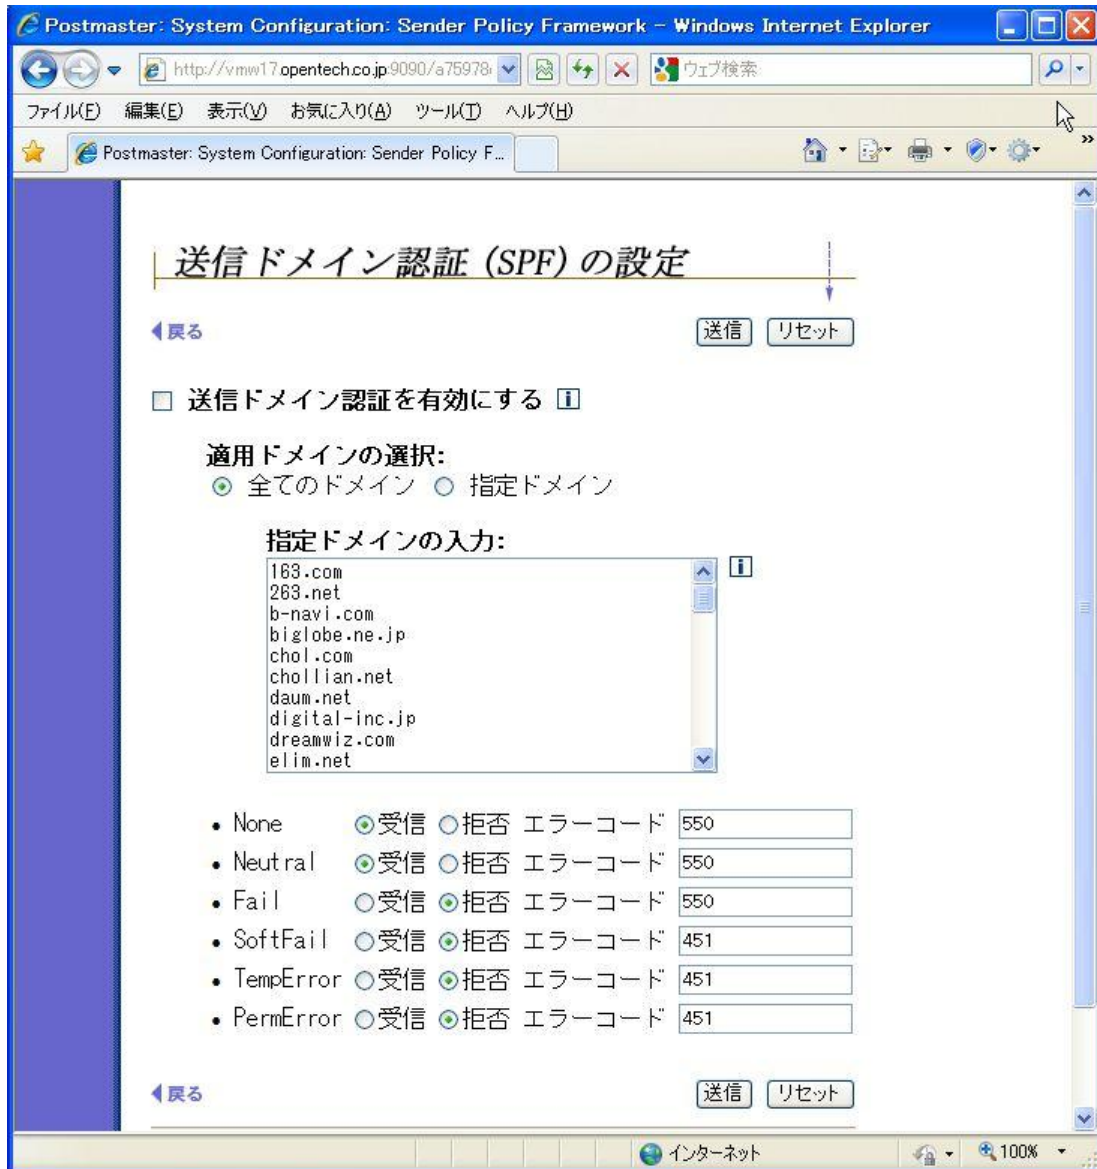 Postmaster: System Configuration: Sender Policy Framework - Windows Internet Explorer
http://vmw17.opentech.co.jp:9090/a75978
ウェブ検索
ファイル(F) 編集(E) 表示(V) お気に入り(A) ツール(T) ヘルプ(H)
Postmaster: System Configuration: Sender Policy F...
送信ドメイン認証 (SPF) の設定
戻る 送信 リセット
送信ドメイン認証を有効にする i
適用ドメインの選択:
全てのドメイン 指定ドメイン
指定ドメインの入力:
163.com
263.net
b-navi.com
biglobe.ne.jp
chol.com
chollian.net
daum.net
digital-inc.jp
dreamwiz.com
elim.net
None 受信 拒否 エラーコード 550
Neutral 受信 拒否 エラーコード 550
Fail 受信 拒否 エラーコード 550
SoftFail 受信 拒否 エラーコード 451
TempError 受信 拒否 エラーコード 451
PermError 受信 拒否 エラーコード 451
戻る 送信 リセット
インターネット 100%